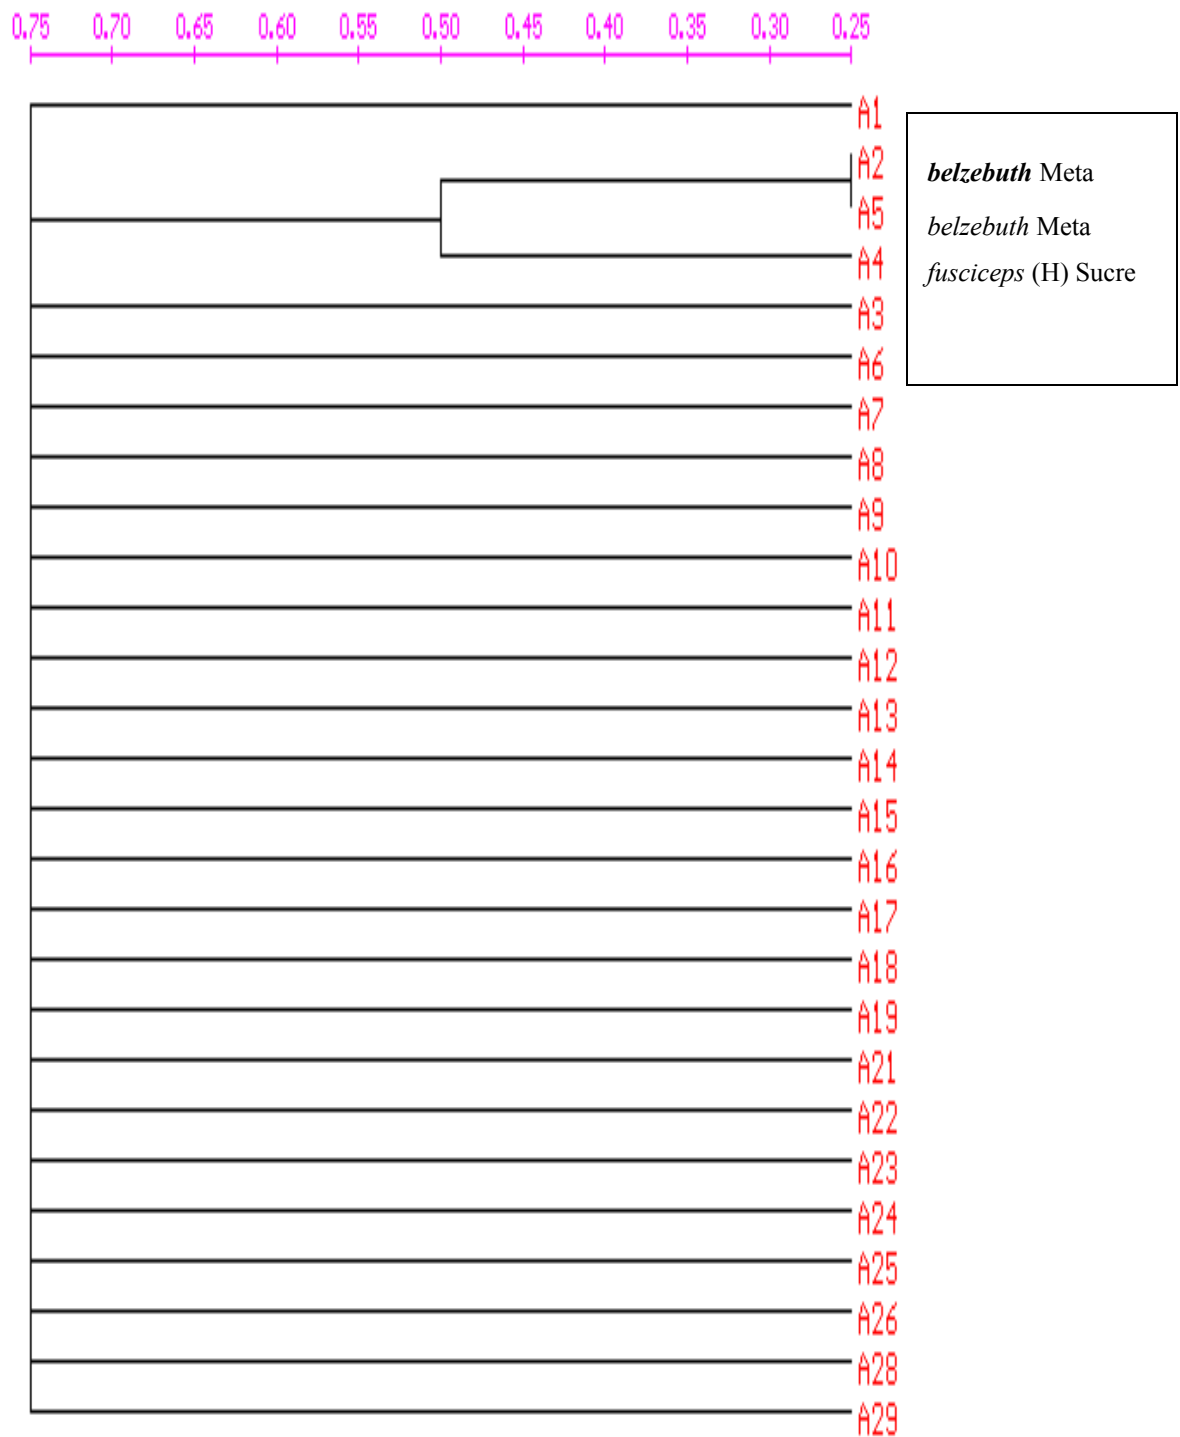 0.75 0.70 0.65 0.60 0.55 0.50 0.45 0.40 0.35 0.30 0.25
A1
A2
belzebuth Meta
A5
belzebuth Meta
A4
fusciceps (H) Sucre
A3
A6
A7
A8
A9
A10
A11
A12
A13
A14
A15
A16
A17
A18
A19
A21
A22
A23
A24
A25
A26
A28
A29